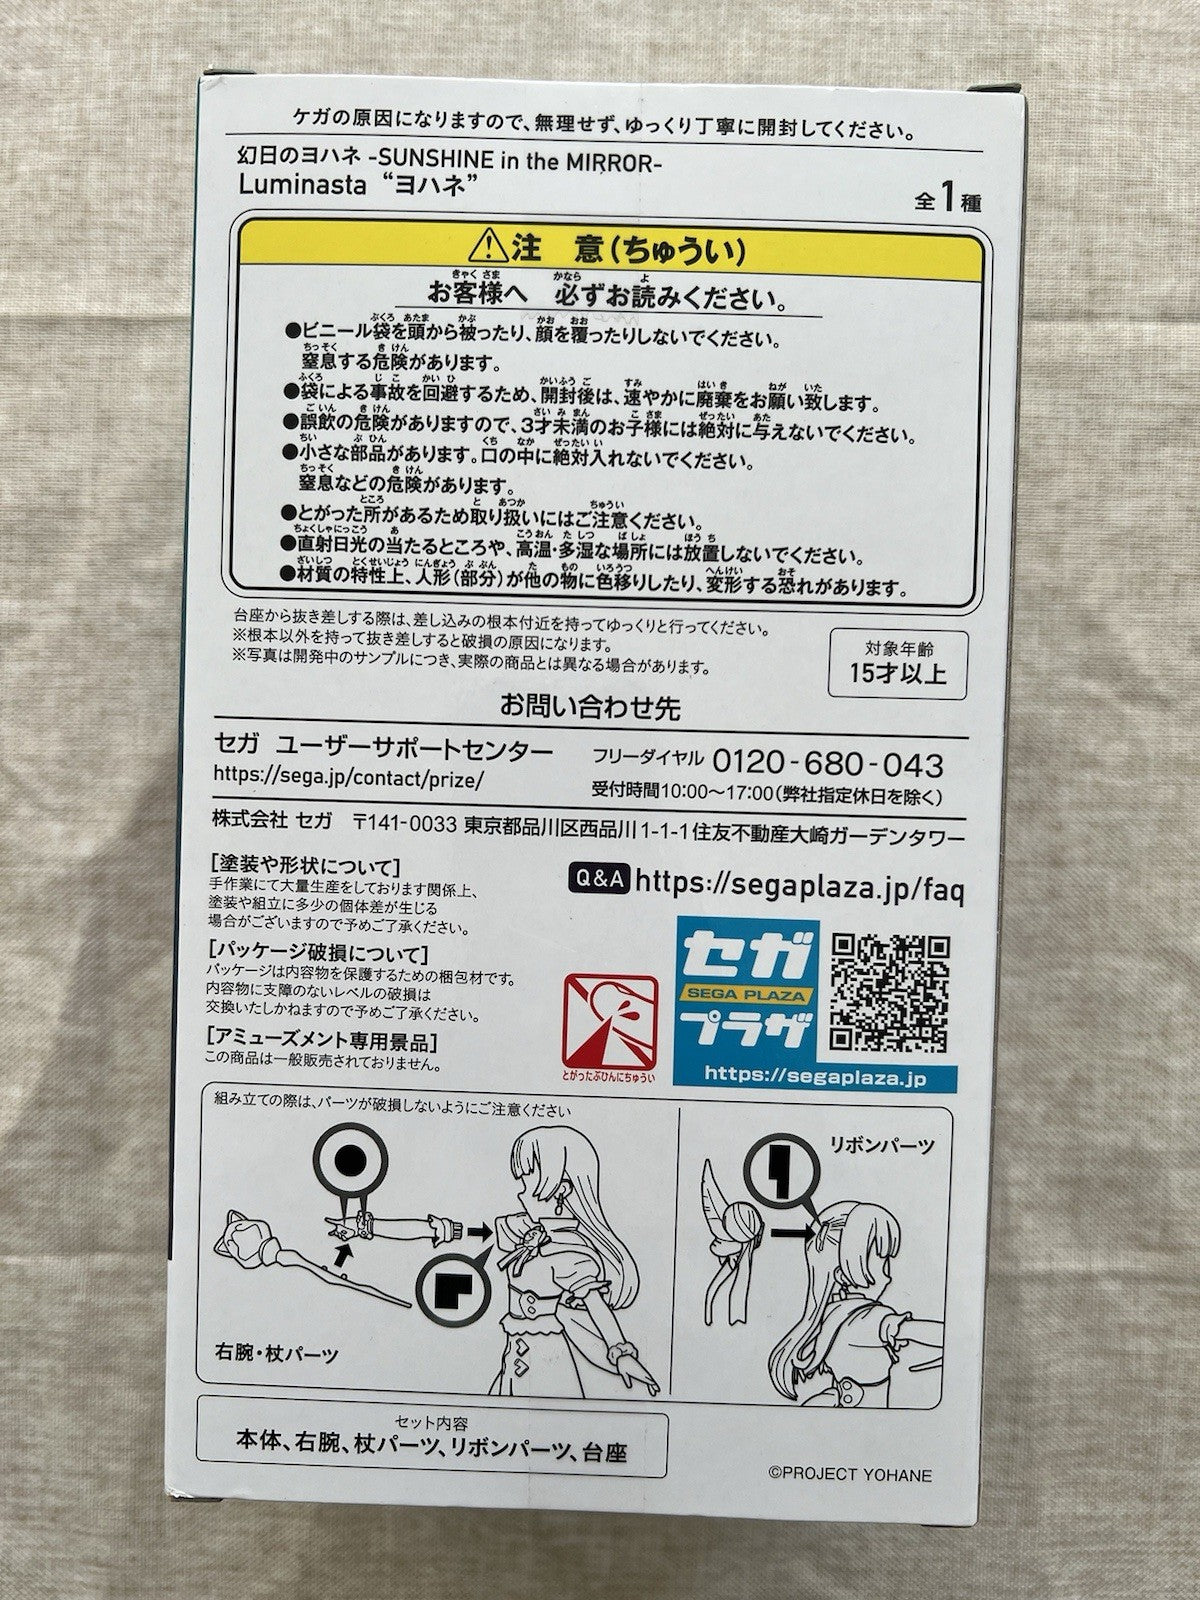 ケガの原因になりますので、無理せず、ゆっくり丁寧に開封してください。
幻日のヨハネ -SUNSHINE in the MIRROR-
Luminasta “ヨハネ”
全1種
注　意(ちゅうい)
お客様へ　必ずお読みください。
●ビニール袋を頭から被ったり、顔を覆ったりしないでください。
窒息する危険があります。
●袋による事故を回避するため、開封後は、速やかに廃棄をお願い致します。
●誤飲の危険がありますので、3才未満のお子様には絶対に与えないでください。
●小さな部品があります。口の中に絶対入れないでください。
窒息などの危険があります。
●とがった所があるため取り扱いにはご注意ください。
●直射日光の当たるところや、高温・多湿な場所には放置しないでください。
●材質の特性上、人形(部分)が他の物に色移りしたり、変形する恐れがあります。
台座から抜き差しする際は、差し込みの根本付近を持ってゆっくりと行ってください。
※根本以外を持って抜き差しすると破損の原因になります。
※写真は開発中のサンプルにつき、実際の商品とは異なる場合があります。
対象年齢
15才以上
お問い合わせ先
セガ ユーザーサポートセンター
https://sega.jp/contact/prize/
フリーダイヤル 0120-680-043
受付時間10:00〜17:00(弊社指定休日を除く)
株式会社 セガ　〒141-0033 東京都品川区西品川1-1-1住友不動産大崎ガーデンタワー
[塗装や形状について]
手作業にて大量生産をしております関係上、
塗装や組立に多少の個体差が生じる
場合がございますので予めご了承ください。
[パッケージ破損について]
パッケージは内容物を保護するための梱包材です。
内容物に支障のないレベルの破損は
交換いたしかねますので予めご了承ください。
[アミューズメント専用景品]
この商品は一般販売されておりません。
Q&A https://segaplaza.jp/faq
とがったぶひんにちゅうい
セガ
SEGA PLAZA
プラザ
https://segaplaza.jp
組み立ての際は、パーツが破損しないようにご注意ください
右腕・杖パーツ
リボンパーツ
セット内容
本体、右腕、杖パーツ、リボンパーツ、台座
©PROJECT YOHANE